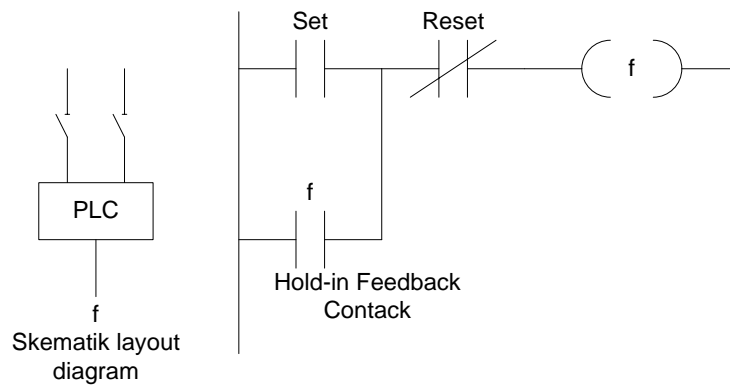 Set
Reset
f
f
PLC
Hold-in Feedback
Contack
f
Skematik layout
diagram